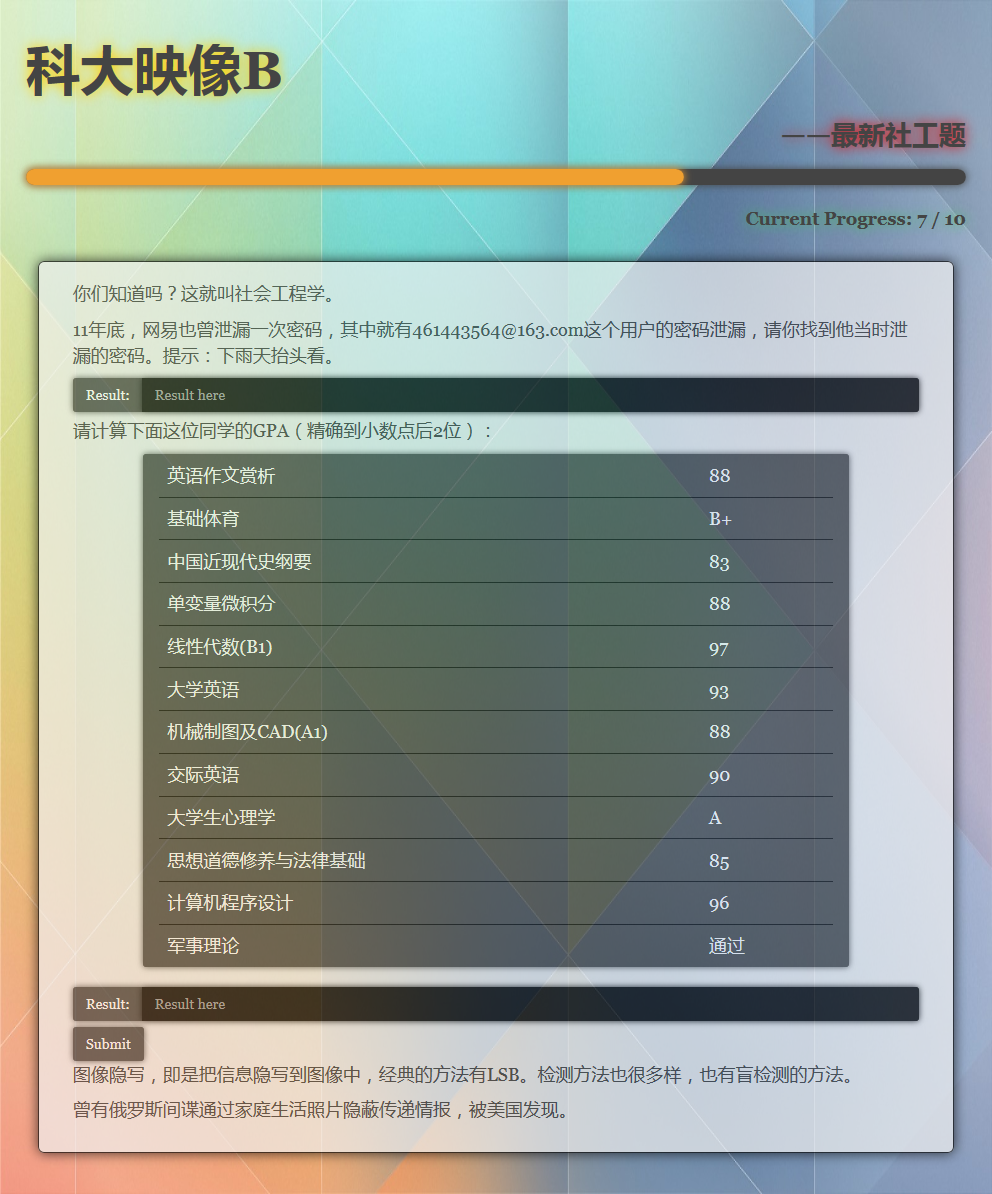 科大映像B
——最新社工题
Current Progress: 7 / 10
你们知道吗？这就叫社会工程学。
11年底，网易也曾泄漏一次密码，其中就有461443564@163.com这个用户的密码泄漏，请你找到他当时泄
漏的密码。提示：下雨天抬头看。
Result: Result here
请计算下面这位同学的GPA（精确到小数点后2位）：
英语作文赏析 88
基础体育 B+
中国近现代史纲要 83
单变量微积分 88
线性代数(B1) 97
大学英语 93
机械制图及CAD(A1) 88
交际英语 90
大学生心理学 A
思想道德修养与法律基础 85
计算机程序设计 96
军事理论 通过
Result: Result here
Submit
图像隐写，即是把信息隐写到图像中，经典的方法有LSB。检测方法也很多样，也有盲检测的方法。
曾有俄罗斯间谍通过家庭生活照片隐蔽传递情报，被美国发现。